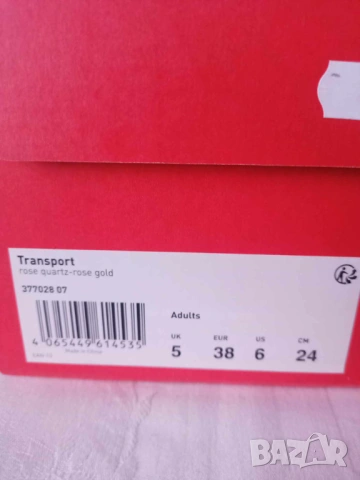 Transport
rose quartz-rose gold
377028 07
Adults
UK EUR US CM
5 38 6 24
4 065449 614535
Made in China
BAZAR
bg